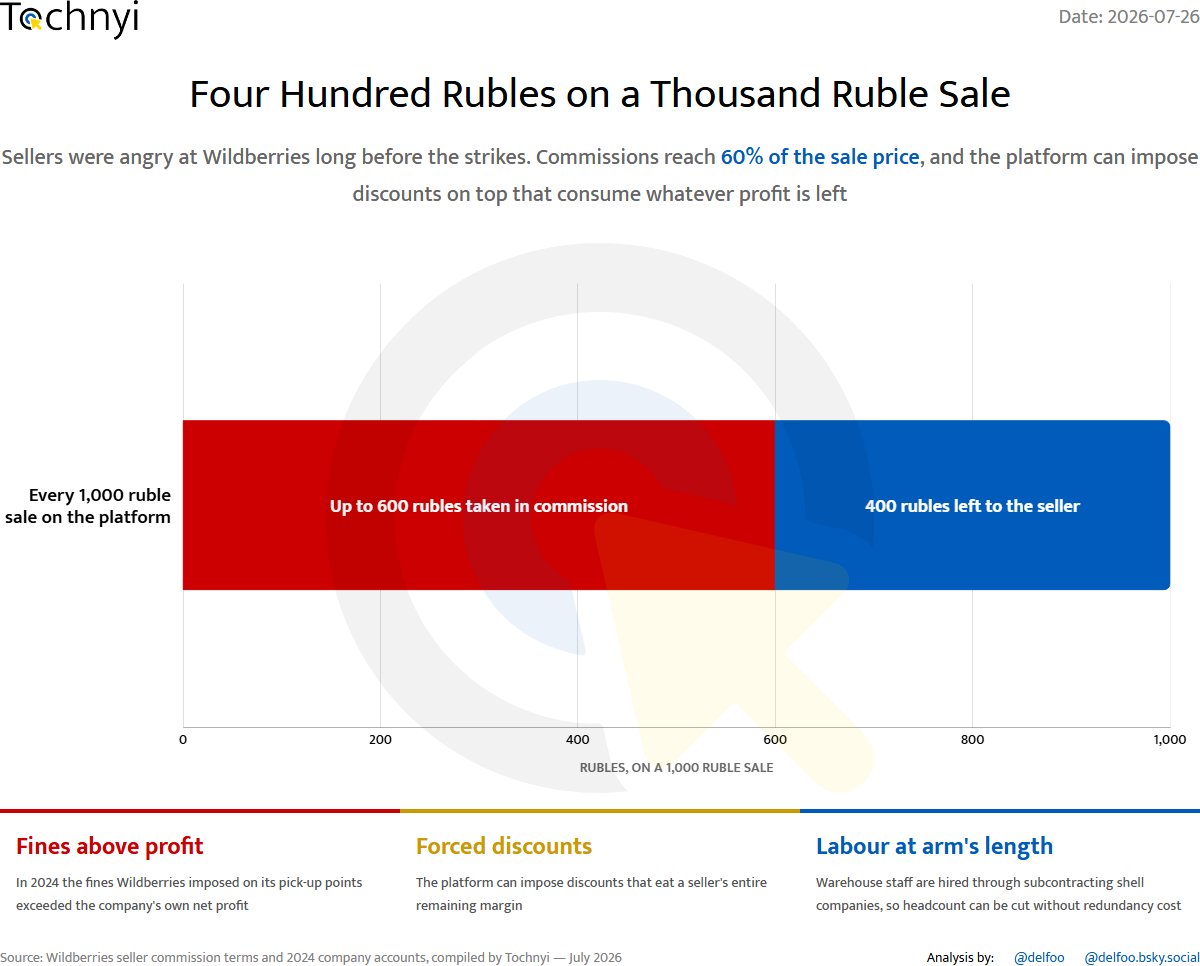 Tochnyi
Date: 2026-07-26
Four Hundred Rubles on a Thousand Ruble Sale
Sellers were angry at Wildberries long before the strikes. Commissions reach 60% of the sale price, and the platform can impose
discounts on top that consume whatever profit is left
Every 1,000 ruble
sale on the platform
Up to 600 rubles taken in commission
400 rubles left to the seller
0
200
400
600
800
1,000
RUBLES, ON A 1,000 RUBLE SALE
Fines above profit
In 2024 the fines Wildberries imposed on its pick-up points
exceeded the company's own net profit
Forced discounts
The platform can impose discounts that eat a seller's entire
remaining margin
Labour at arm's length
Warehouse staff are hired through subcontracting shell
companies, so headcount can be cut without redundancy cost
Source: Wildberries seller commission terms and 2024 company accounts, compiled by Tochnyi — July 2026
Analysis by: @delfoo @delfoo.bsky.social